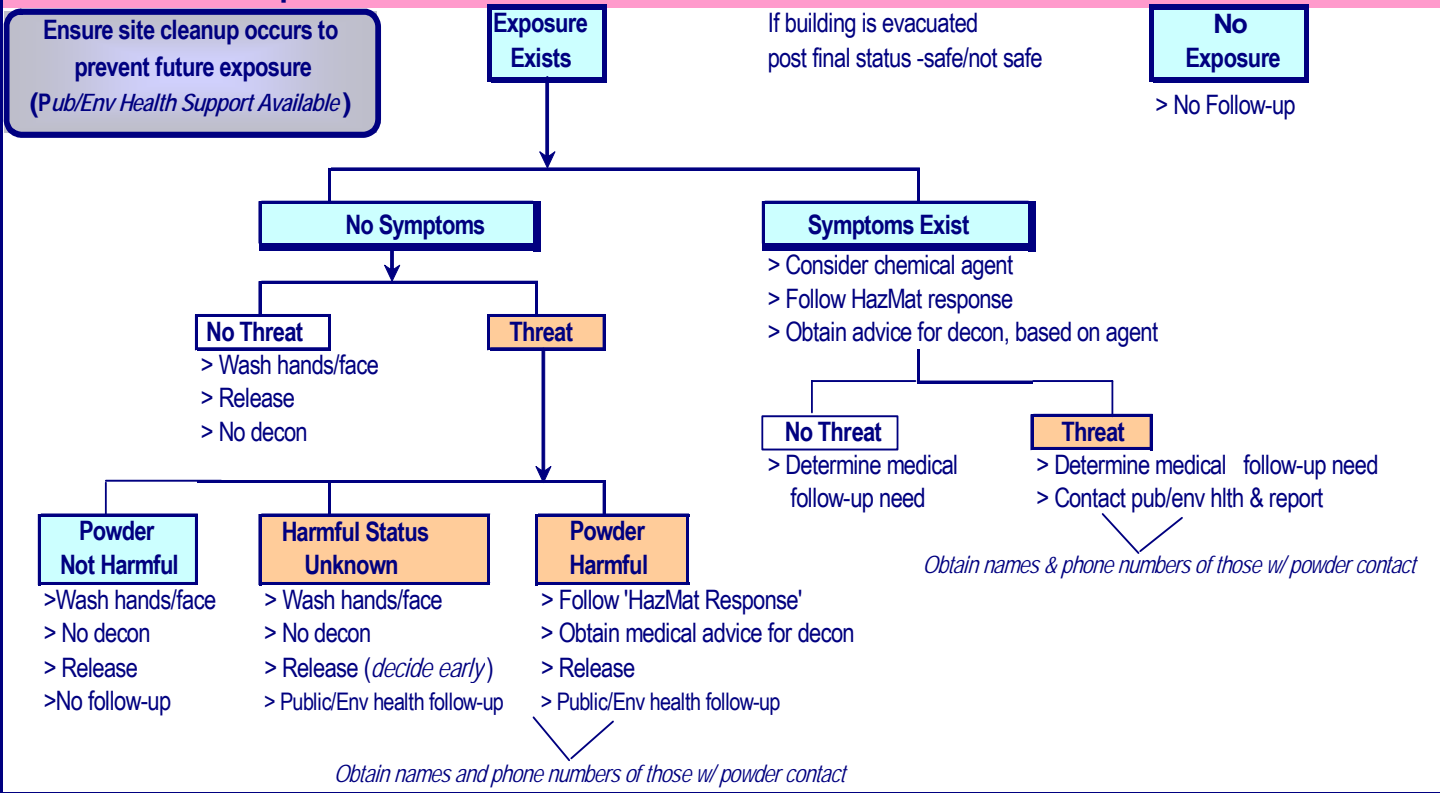 Ensure site cleanup occurs to
prevent future exposure
(Pub/Env Health Support Available)
Exposure
Exists
If building is evacuated
post final status -safe/not safe
No
Exposure
> No Follow-up
No Symptoms
Symptoms Exist
> Consider chemical agent
> Follow HazMat response
> Obtain advice for decon, based on agent
No Threat
> Wash hands/face
> Release
> No decon
Threat
No Threat
> Determine medical
follow-up need
Threat
> Determine medical follow-up need
> Contact pub/env hlth & report
Obtain names & phone numbers of those w/ powder contact
Powder
Not Harmful
>Wash hands/face
> No decon
> Release
>No follow-up
Harmful Status
Unknown
> Wash hands/face
> No decon
> Release (decide early)
> Public/Env health follow-up
Powder
Harmful
> Follow 'HazMat Response'
> Obtain medical advice for decon
> Release
> Public/Env health follow-up
Obtain names and phone numbers of those w/ powder contact